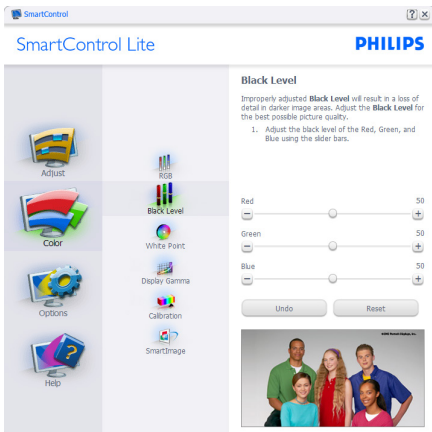 SmartControl
SmartControl Lite
PHILIPS
Adjust
Color
Options
Help
RGB
Black Level
White Point
Display Gamma
Calibration
SmartImage
Black Level
Improperly adjusted Black Level will result in a loss of
detail in darker image areas. Adjust the Black Level for
the best possible picture quality.
1. Adjust the black level of the Red, Green, and
Blue using the slider bars.
Red 50
Green 50
Blue 50
Undo Reset